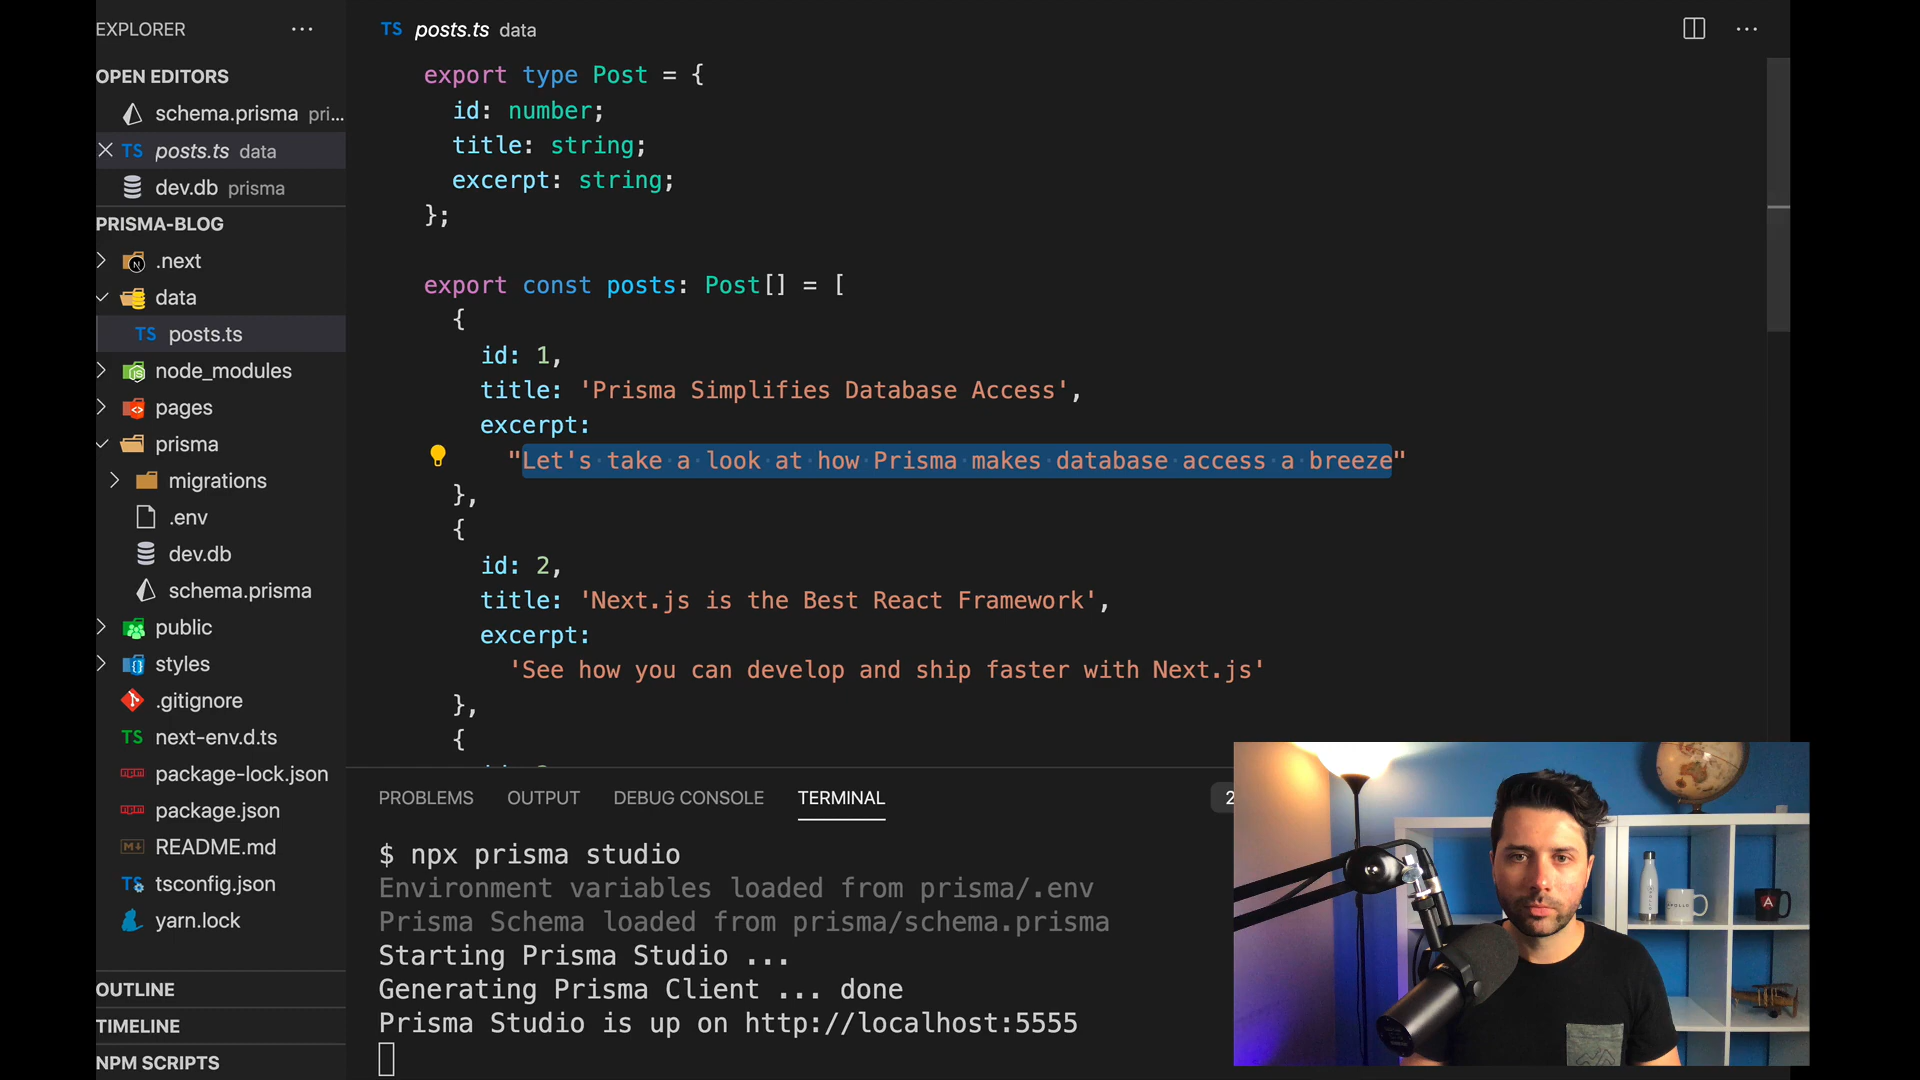 EXPLORER
OPEN EDITORS
schema.prisma pri...
TS posts.ts data
dev.db prisma
PRISMA-BLOG
.next
data
TS posts.ts
node_modules
pages
prisma
migrations
.env
dev.db
schema.prisma
public
styles
.gitignore
TS next-env.d.ts
package-lock.json
package.json
README.md
TS tsconfig.json
yarn.lock
OUTLINE
TIMELINE
NPM SCRIPTS
TS posts.ts data
export type Post = {
id: number;
title: string;
excerpt: string;
};
export const posts: Post[] = [
{
id: 1,
title: 'Prisma Simplifies Database Access',
excerpt:
"Let's take a look at how Prisma makes database access a breeze"
},
{
id: 2,
title: 'Next.js is the Best React Framework',
excerpt:
'See how you can develop and ship faster with Next.js'
},
{
PROBLEMS OUTPUT DEBUG CONSOLE TERMINAL 2
$ npx prisma studio
Environment variables loaded from prisma/.env
Prisma Schema loaded from prisma/schema.prisma
Starting Prisma Studio ...
Generating Prisma Client ... done
Prisma Studio is up on http://localhost:5555